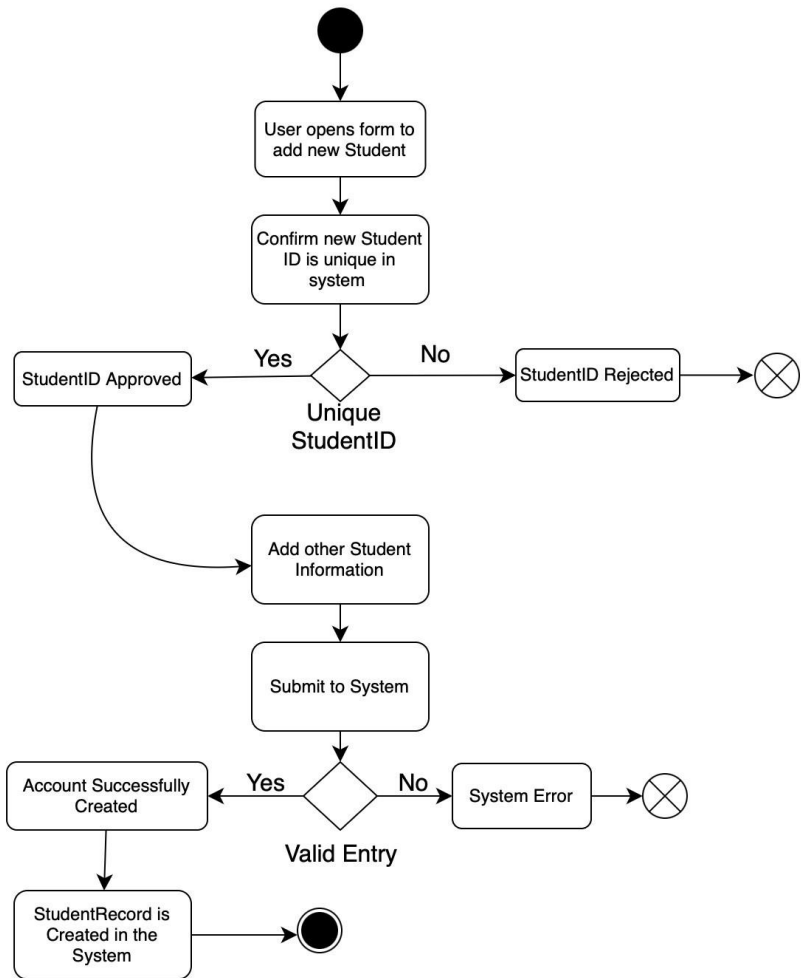 User opens form to
add new Student
Confirm new Student
ID is unique in
system
Yes
No
StudentID Approved
StudentID Rejected
Unique
StudentID
Add other Student
Information
Submit to System
Account Successfully
Created
Yes
No
System Error
Valid Entry
StudentRecord is
Created in the
System